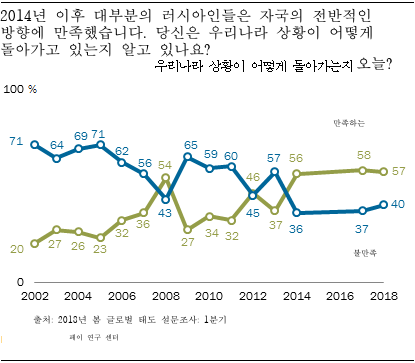 2014년 이후 대부분의 러시아인들은 자국의 전반적인
방향에 만족했습니다. 당신은 우리나라 상황이 어떻게
돌아가고 있는지 알고 있나요?
우리나라 상황이 어떻게 돌아가는지 오늘?
100 %
만족하는
71 64 69 71 62 56 54 65 59 60 46 57 56 58 57
20 27 26 23 32 36 43 27 34 32 45 37 36 37 40
불만족
0
2002 2004 2006 2008 2010 2012 2014 2016 2018
출처: 2018년 봄 글로벌 태도 설문조사: 1분기
퓨이 연구 센터